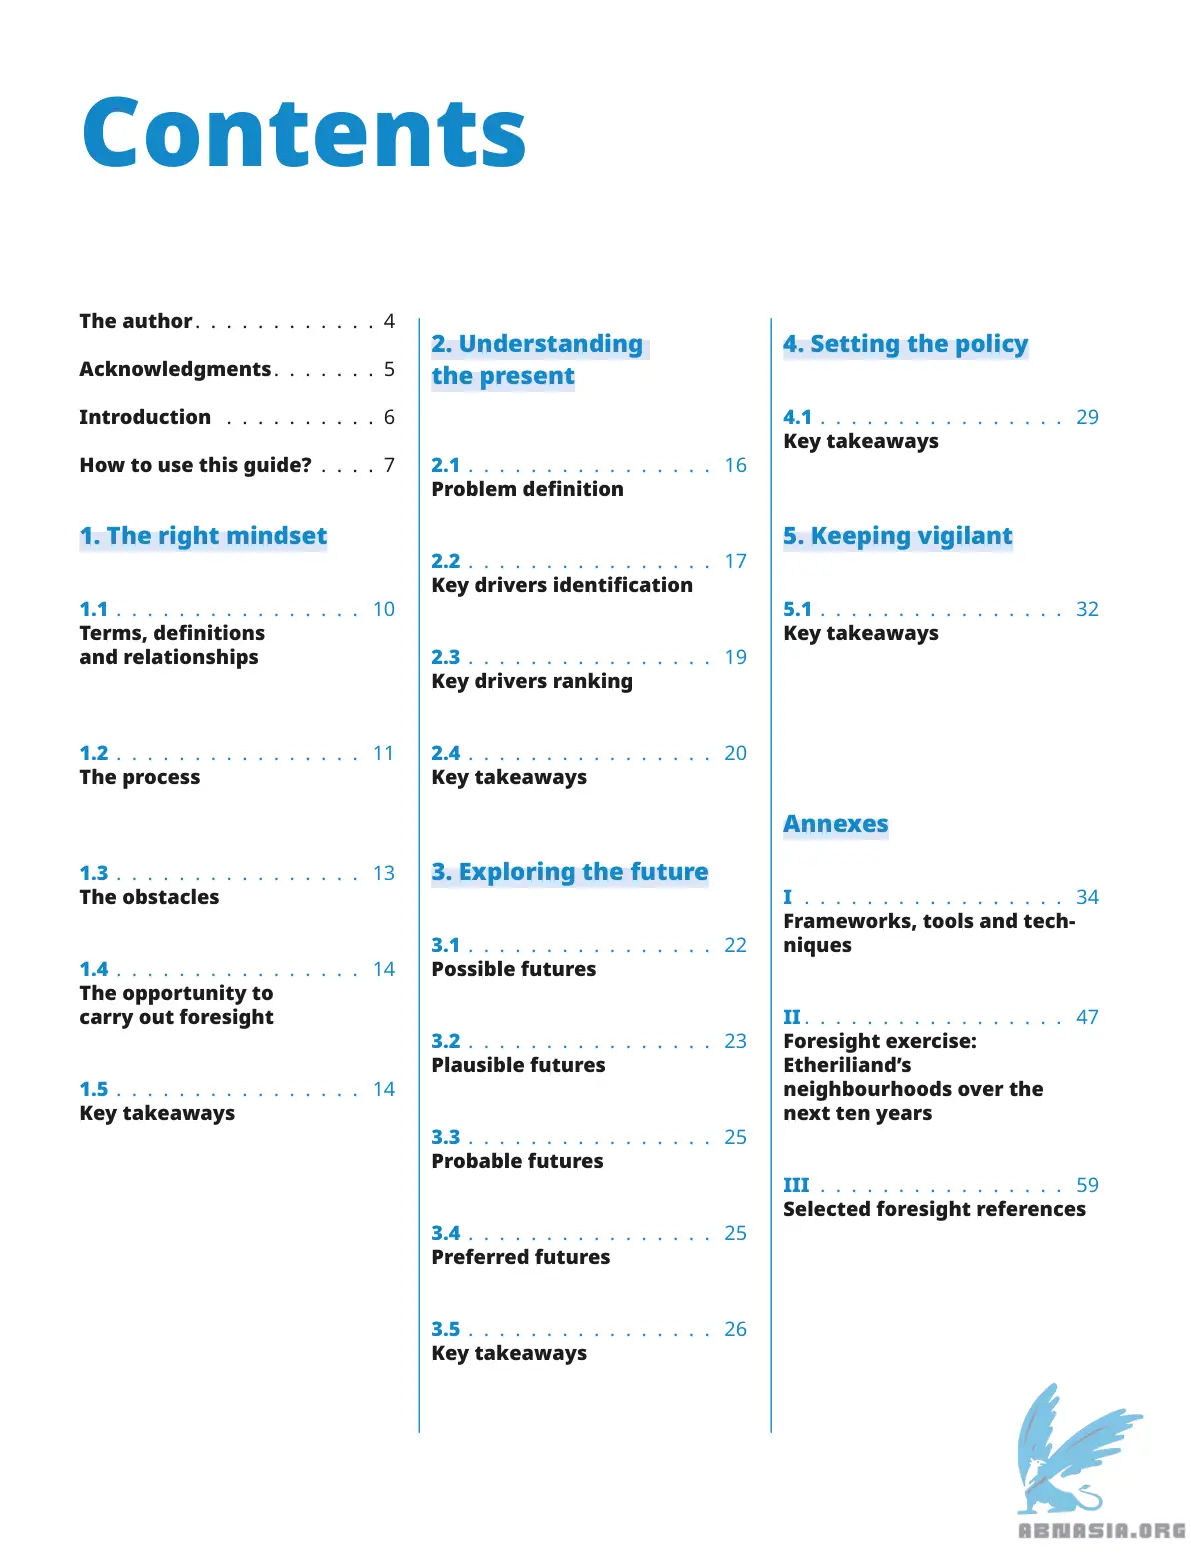 Contents
The author. . . . . . . . . . . . 4
Acknowledgments. . . . . . . 5
Introduction . . . . . . . . . . 6
How to use this guide? . . . . 7
1. The right mindset
1.1 . . . . . . . . . . . . . . . . 10
Terms, definitions
and relationships
1.2 . . . . . . . . . . . . . . . . 11
The process
1.3 . . . . . . . . . . . . . . . . 13
The obstacles
1.4 . . . . . . . . . . . . . . . . 14
The opportunity to
carry out foresight
1.5 . . . . . . . . . . . . . . . . 14
Key takeaways
2. Understanding
the present
2.1 . . . . . . . . . . . . . . . . 16
Problem definition
2.2 . . . . . . . . . . . . . . . . 17
Key drivers identification
2.3 . . . . . . . . . . . . . . . . 19
Key drivers ranking
2.4 . . . . . . . . . . . . . . . . 20
Key takeaways
3. Exploring the future
3.1 . . . . . . . . . . . . . . . . 22
Possible futures
3.2 . . . . . . . . . . . . . . . . 23
Plausible futures
3.3 . . . . . . . . . . . . . . . . 25
Probable futures
3.4 . . . . . . . . . . . . . . . . 25
Preferred futures
3.5 . . . . . . . . . . . . . . . . 26
Key takeaways
4. Setting the policy
4.1 . . . . . . . . . . . . . . . . 29
Key takeaways
5. Keeping vigilant
5.1 . . . . . . . . . . . . . . . . 32
Key takeaways
Annexes
I . . . . . . . . . . . . . . . . . 34
Frameworks, tools and tech-
niques
II. . . . . . . . . . . . . . . . . 47
Foresight exercise:
Etheriliand’s
neighbourhoods over the
next ten years
III . . . . . . . . . . . . . . . . 59
Selected foresight references
ABNASIA.ORG